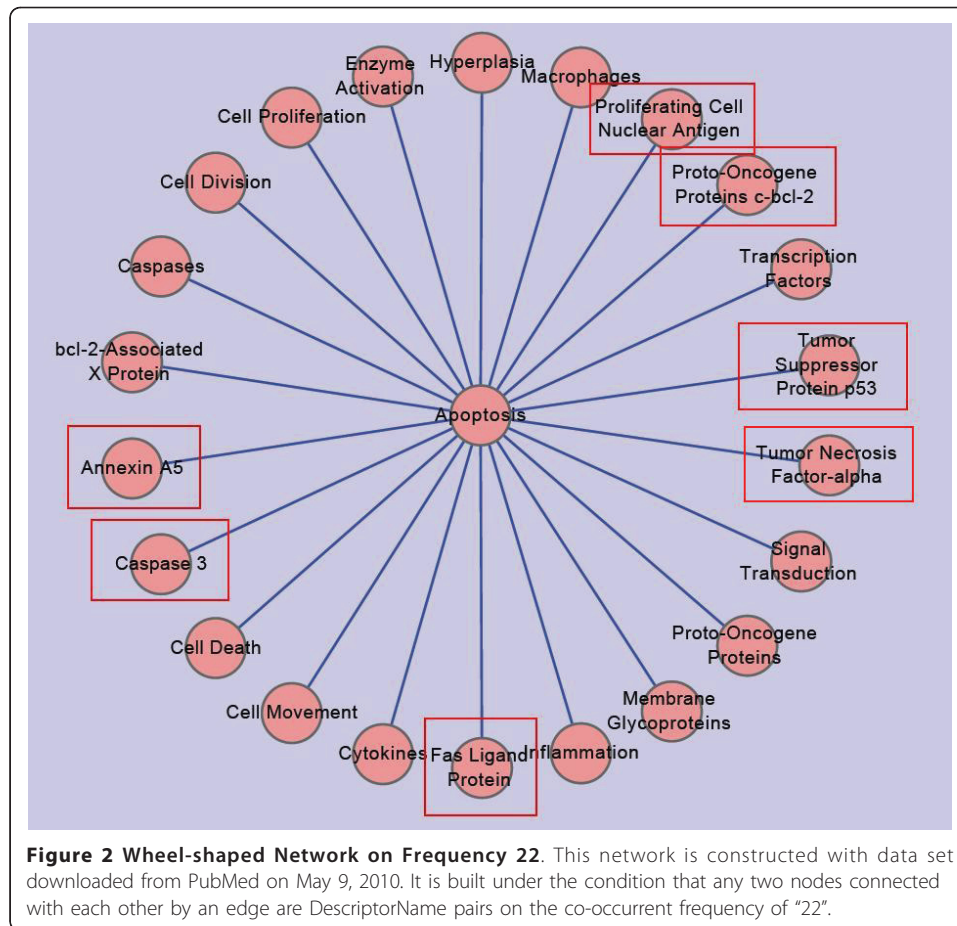 Enzyme
Activation
Hyperplasia
Macrophages
Cell Proliferation
Proliferating Cell
Nuclear Antigen
Cell Division
Proto-Oncogene
Proteins c-bcl-2
Caspases
Transcription
Factors
bcl-2-Associated
X Protein
Tumor
Suppressor
Protein p53
Apoptosis
Annexin A5
Tumor Necrosis
Factor-alpha
Caspase 3
Signal
Transduction
Cell Death
Proto-Oncogene
Proteins
Cell Movement
Membrane
Glycoproteins
Cytokines
Fas Ligand
Protein
Inflammation
Figure 2 Wheel-shaped Network on Frequency 22. This network is constructed with data set
downloaded from PubMed on May 9, 2010. It is built under the condition that any two nodes connected
with each other by an edge are DescriptorName pairs on the co-occurrent frequency of "22".